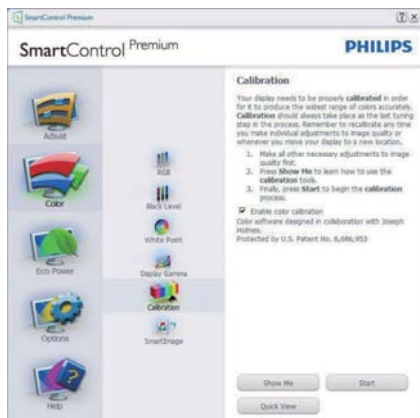 SmartControl Premium
SmartControl Premium
PHILIPS
Adjust
Color
Eco Power
Options
Help
RGB
Black Level
White Point
Display Gamma
Calibration
SmartImage
Calibration
Your display needs to be properly calibrated in order
for it to produce the widest range of colors accurately.
Calibration should always take place as the last tuning
step in the process. Remember to recalibrate any time
you make individual adjustments to image quality or
whenever you move your display to a new location.
1. Make all other necessary adjustments to image
quality first.
2. Press Show Me to learn how to use the
calibration tools.
3. Finally, press Start to begin the calibration
process.
Enable color calibration
Color software designed in collaboration with Joseph
Holmes.
Protected by U.S. Patent No. 6,686,953
Show Me
Start
Quick View